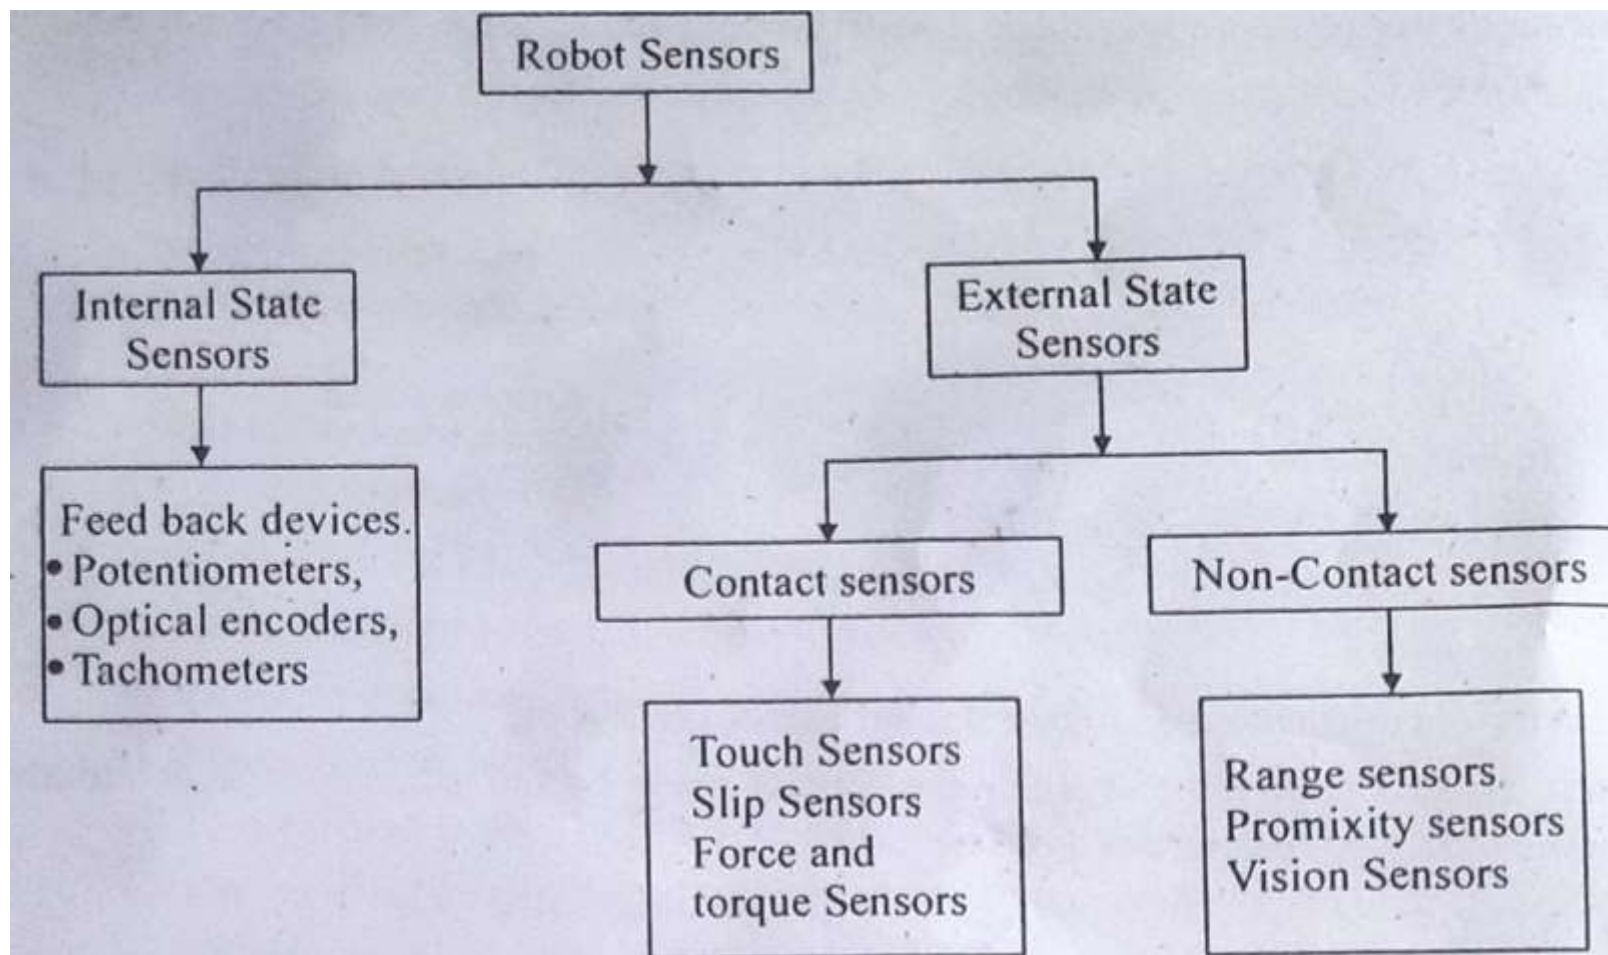 Robot Sensors
Internal State
Sensors
External State
Sensors
Feed back devices.
• Potentiometers,
• Optical encoders,
• Tachometers
Contact sensors
Non-Contact sensors
Touch Sensors
Slip Sensors
Force and
torque Sensors
Range sensors.
Promixity sensors
Vision Sensors